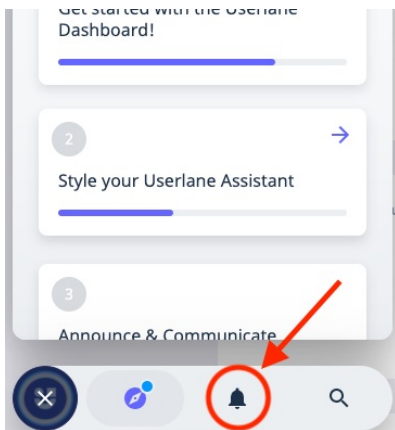 Get started with the Userlane
Dashboard!
2
Style your Userlane Assistant
3
Announce & Communicate